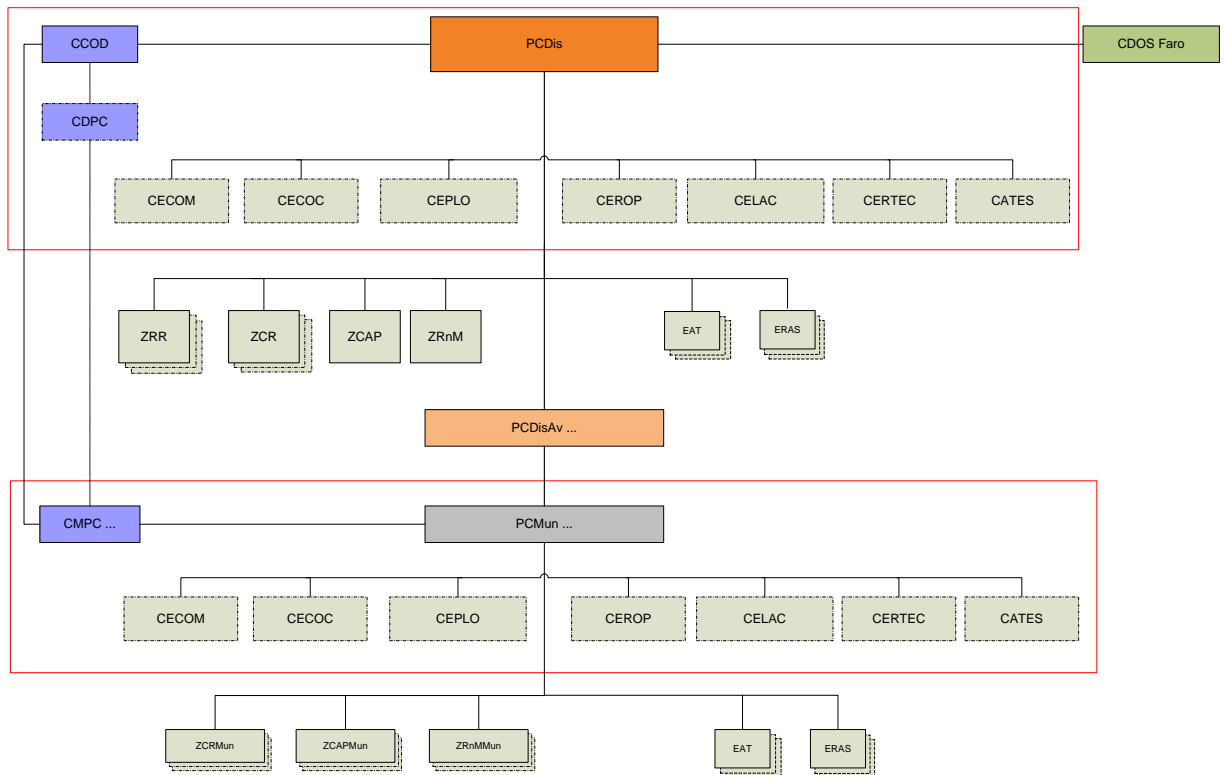 CCOD
PCDis
CDOS Faro
CDPC
CECOM
CECOC
CEPLO
CEROP
CELAC
CERTEC
CATES
ZRR
ZCR
ZCAP
ZRnM
EAT
ERAS
PCDisAv ...
CMPC ...
PCMun ...
CECOM
CECOC
CEPLO
CEROP
CELAC
CERTEC
CATES
ZCRMun
ZCAPMun
ZRnMMun
EAT
ERAS